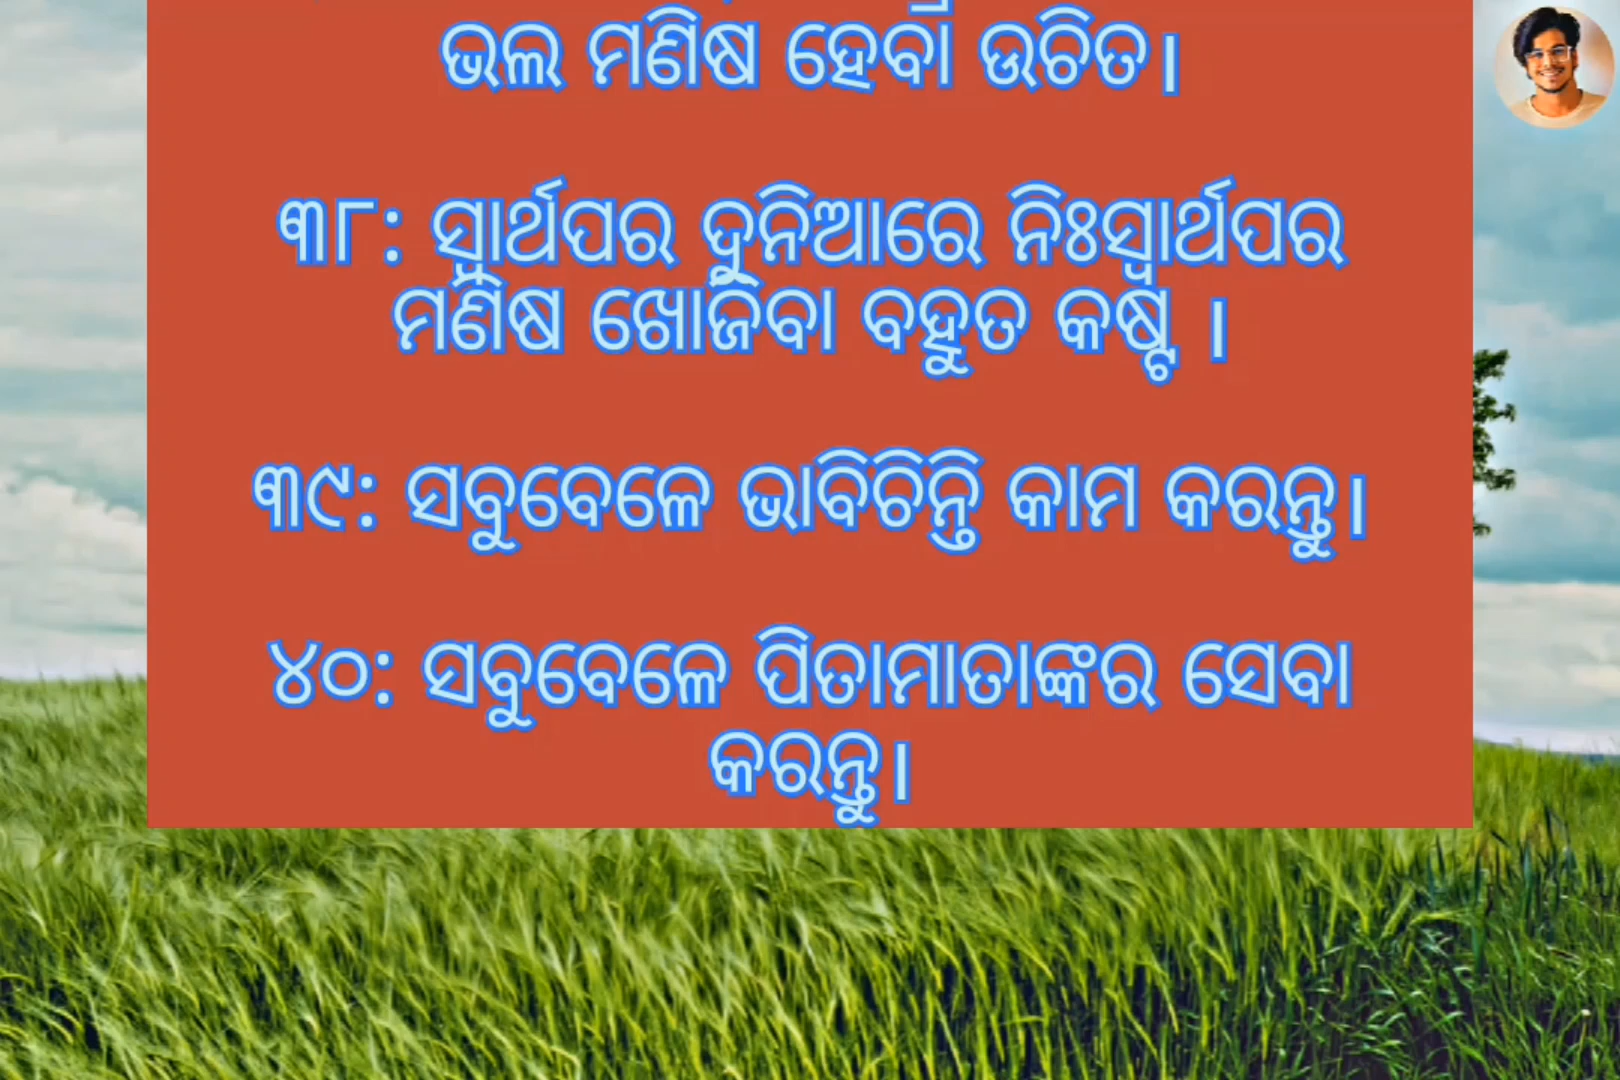 ଭଲ ମଣିଷ ହେବା ଉଚିତ।
୩୮: ସ୍ୱାର୍ଥପର ଦୁନିଆରେ ନିଃସ୍ୱାର୍ଥପର
ମଣିଷ ଖୋଜିବା ବହୁତ କଷ୍ଟ ।
୩୯: ସବୁବେଳେ ଭାବିଚିନ୍ତି କାମ କରନ୍ତୁ।
୪୦: ସବୁବେଳେ ପିତାମାତାଙ୍କର ସେବା
କରନ୍ତୁ।